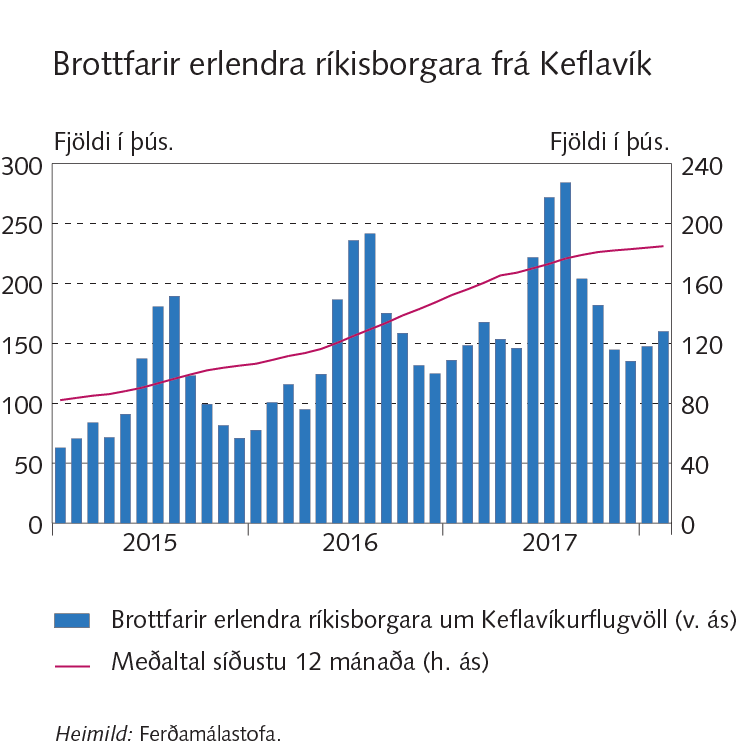 Brottfarir erlendra ríkisborgara frá Keflavík
Fjöldi í þús. Fjöldi í þús.
300 240
250 200
200 160
150 120
100 80
50 40
0 0
2015 2016 2017
Brottfarir erlendra ríkisborgara um Keflavíkurflugvöll (v. ás)
Meðaltal síðustu 12 mánaða (h. ás)
Heimild: Ferðamálastofa.